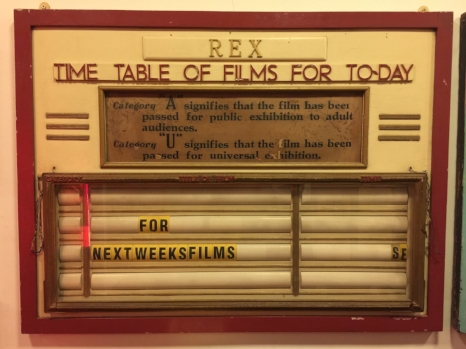 REX
TIME TABLE OF FILMS FOR TO-DAY
Category "A" signifies that the film has been
passed for public exhibition to adult
audiences.
Category "U" signifies that the film has been
passed for universal exhibition.
FOR
NEXTWEEKSFILMS SE